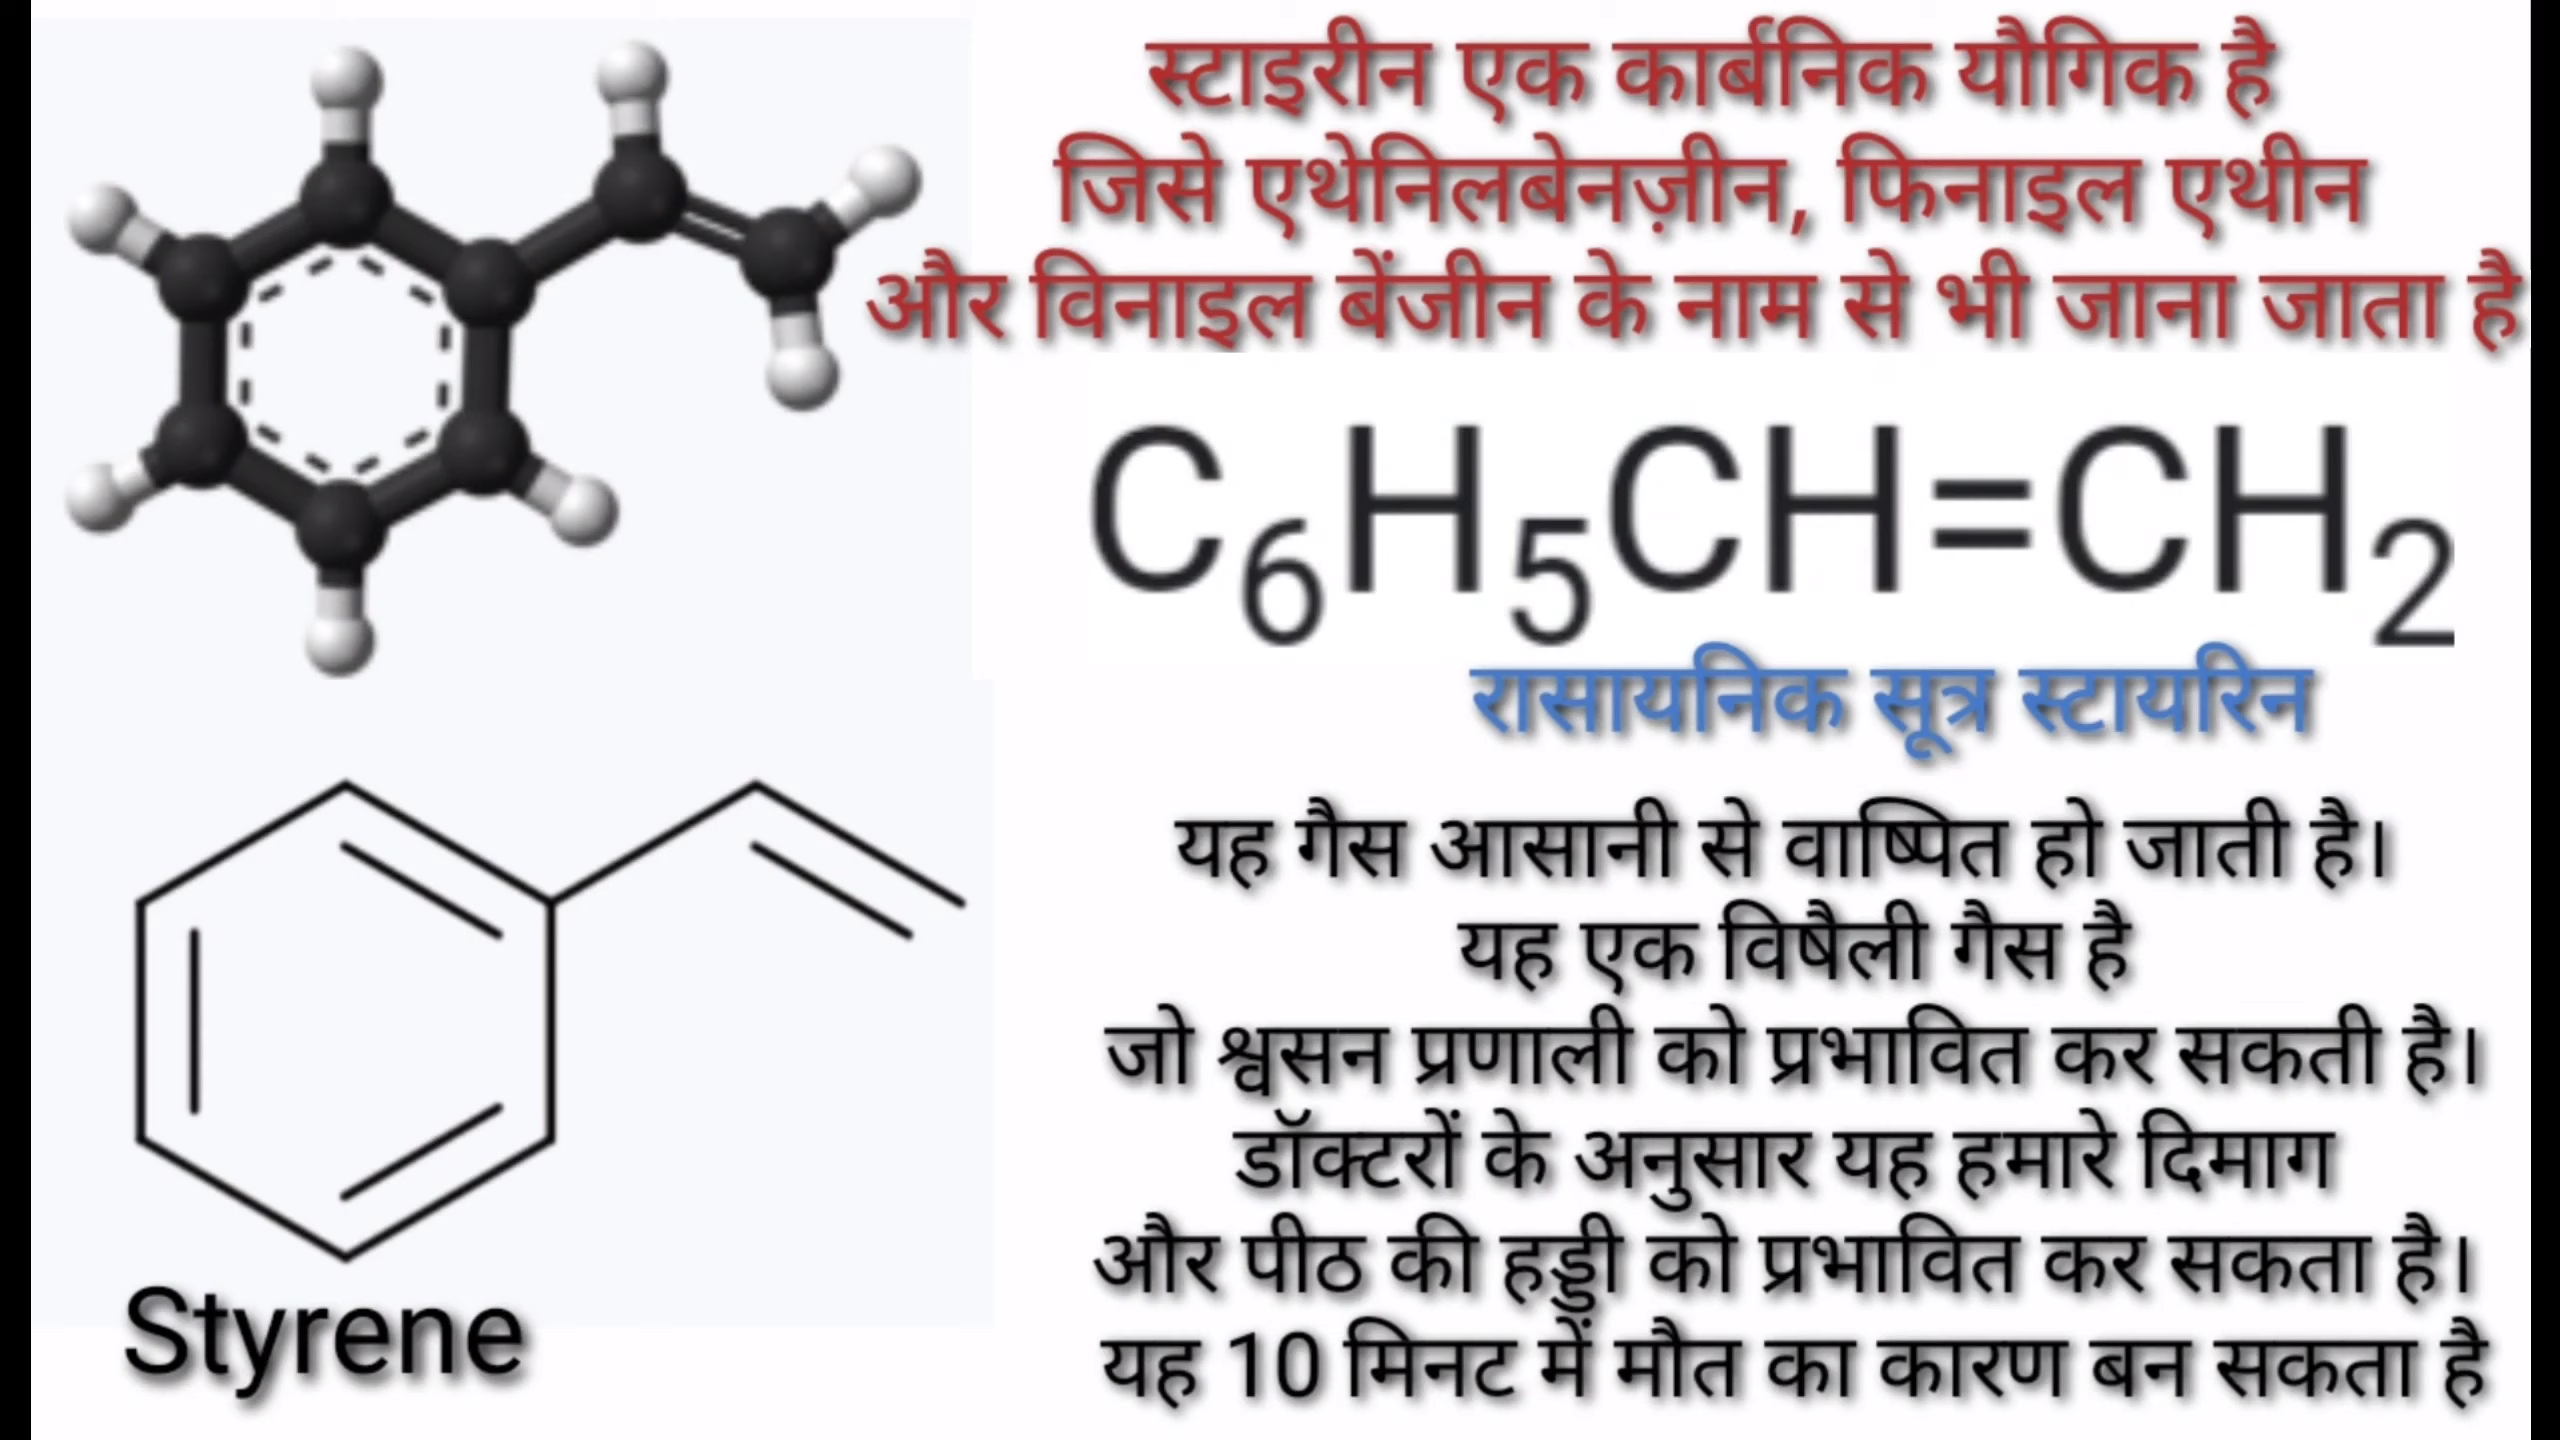 स्टाइरीन एक कार्बनिक यौगिक है
जिसे एथेनिलबेनज़ीन, फिनाइल एथीन
और विनाइल बेंजीन के नाम से भी जाना जाता है
C₆H₅CH=CH₂
रासायनिक सूत्र स्टायरिन
यह गैस आसानी से वाष्पित हो जाती है।
यह एक विषैली गैस है
जो श्वसन प्रणाली को प्रभावित कर सकती है।
डॉक्टरों के अनुसार यह हमारे दिमाग
और पीठ की हड्डी को प्रभावित कर सकता है।
यह 10 मिनट में मौत का कारण बन सकता है
Styrene